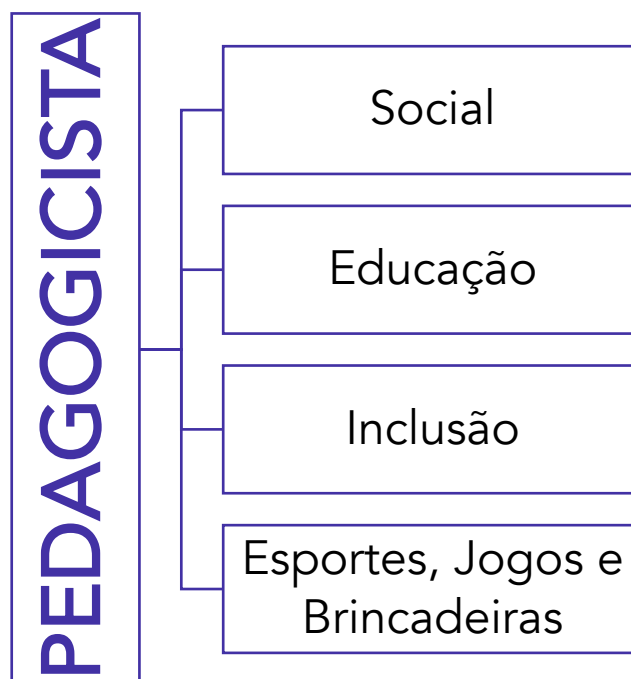 PEDAGOGICISTA
Social
Educação
Inclusão
Esportes, Jogos e
Brincadeiras